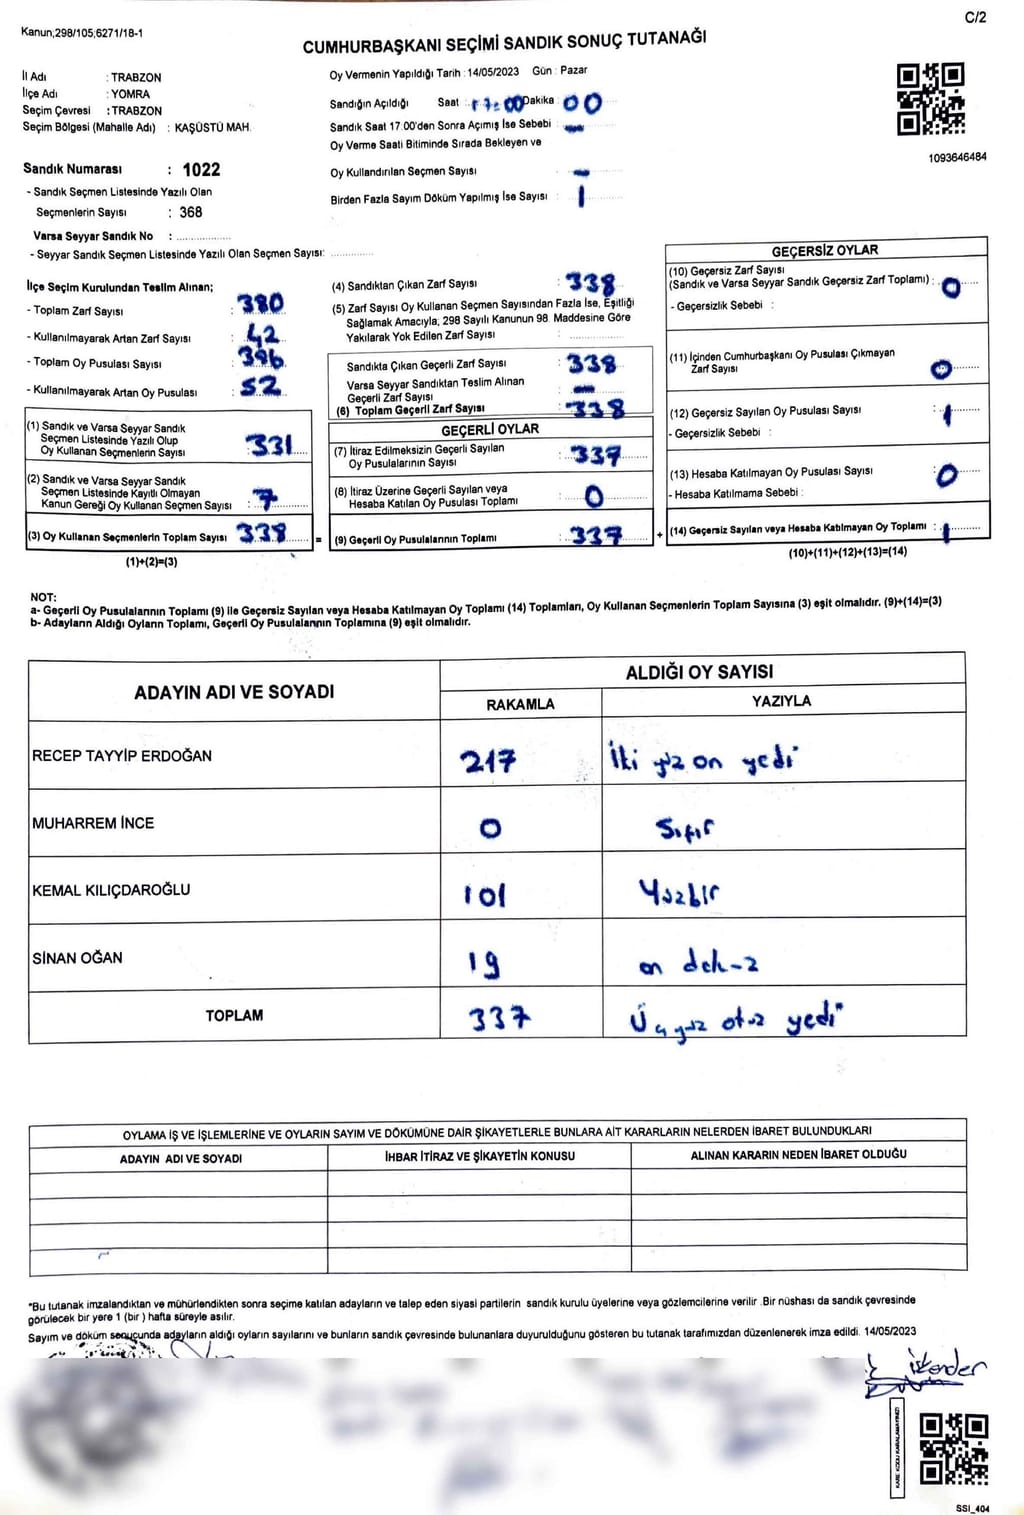 C/2
Kanun;298/105;6271/18-1
CUMHURBAŞKANI SEÇİMİ SANDIK SONUÇ TUTANAĞI
İl Adı : TRABZON
İlçe Adı : YOMRA
Seçim Çevresi : TRABZON
Seçim Bölgesi (Mahalle Adı) : KAŞÜSTÜ MAH.
Oy Vermenin Yapıldığı Tarih : 14/05/2023 Gün : Pazar
Sandığın Açıldığı Saat : 17:00 Dakika : 00
Sandık Saat 17:00'den Sonra Açımış İse Sebebi : —
Oy Verme Saati Bitiminde Sırada Bekleyen ve
Oy Kullandırılan Seçmen Sayısı —
Birden Fazla Sayım Döküm Yapılmış İse Sayısı : 1
1093646484
Sandık Numarası : 1022
- Sandık Seçmen Listesinde Yazılı Olan
Seçmenlerin Sayısı : 368
Varsa Seyyar Sandık No : ..................
- Seyyar Sandık Seçmen Listesinde Yazılı Olan Seçmen Sayısı: .............
İlçe Seçim Kurulundan Teslim Alınan;
- Toplam Zarf Sayısı : 380
- Kullanılmayarak Artan Zarf Sayısı : 42
- Toplam Oy Pusulası Sayısı : 396
- Kullanılmayarak Artan Oy Pusulası : 52
(1) Sandık ve Varsa Seyyar Sandık
Seçmen Listesinde Yazılı Olup
Oy Kullanan Seçmenlerin Sayısı : 331
(2) Sandık ve Varsa Seyyar Sandık
Seçmen Listesinde Kayıtlı Olmayan
Kanun Gereği Oy Kullanan Seçmen Sayısı : 7
(3) Oy Kullanan Seçmenlerin Toplam Sayısı : 338
(1)+(2)=(3)
(4) Sandıktan Çıkan Zarf Sayısı : 338
(5) Zarf Sayısı Oy Kullanan Seçmen Sayısından Fazla İse, Eşitliği
Sağlamak Amacıyla; 298 Sayılı Kanunun 98. Maddesine Göre
Yakılarak Yok Edilen Zarf Sayısı : ..................
Sandıkta Çıkan Geçerli Zarf Sayısı : 338
Varsa Seyyar Sandıktan Teslim Alınan
Geçerli Zarf Sayısı : —
(6) Toplam Geçerli Zarf Sayısı : 338
GEÇERLİ OYLAR
(7) İtiraz Edilmeksizin Geçerli Sayılan
Oy Pusulalarının Sayısı : 337
(8) İtiraz Üzerine Geçerli Sayılan veya
Hesaba Katılan Oy Pusulası Toplamı : 0
= (9) Geçerli Oy Pusulalarının Toplamı : 337
GEÇERSİZ OYLAR
(10) Geçersiz Zarf Sayısı
(Sandık ve Varsa Seyyar Sandık Geçersiz Zarf Toplamı) : 0
- Geçersizlik Sebebi :
(11) İçinden Cumhurbaşkanı Oy Pusulası Çıkmayan
Zarf Sayısı 0
(12) Geçersiz Sayılan Oy Pusulası Sayısı : 1
- Geçersizlik Sebebi :
(13) Hesaba Katılmayan Oy Pusulası Sayısı : 0
- Hesaba Katılmama Sebebi :
+ (14) Geçersiz Sayılan veya Hesaba Katılmayan Oy Toplamı : 1
(10)+(11)+(12)+(13)=(14)
NOT:
a- Geçerli Oy Pusulalarının Toplamı (9) ile Geçersiz Sayılan veya Hesaba Katılmayan Oy Toplamı (14) Toplamları, Oy Kullanan Seçmenlerin Toplam Sayısına (3) eşit olmalıdır. (9)+(14)=(3)
b- Adayların Aldığı Oyların Toplamı, Geçerli Oy Pusulalarının Toplamına (9) eşit olmalıdır.
ADAYIN ADI VE SOYADI ALDIĞI OY SAYISI
RAKAMLA YAZIYLA
RECEP TAYYİP ERDOĞAN 217 İki yüz on yedi
MUHARREM İNCE 0 Sıfır
KEMAL KILIÇDAROĞLU 101 Yüzbir
SİNAN OĞAN 19 on dokuz
TOPLAM 337 Üçyüz otuz yedi
OYLAMA İŞ VE İŞLEMLERİNE VE OYLARIN SAYIM VE DÖKÜMÜNE DAİR ŞİKAYETLERLE BUNLARA AİT KARARLARIN NELERDEN İBARET BULUNDUKLARI
ADAYIN ADI VE SOYADI İHBAR İTİRAZ VE ŞİKAYETİN KONUSU ALINAN KARARIN NEDEN İBARET OLDUĞU
*Bu tutanak imzalandıktan ve mühürlendikten sonra seçime katılan adayların ve talep eden siyasi partilerin sandık kurulu üyelerine veya gözlemcilerine verilir .Bir nüshası da sandık çevresinde
görülecek bir yere 1 (bir ) hafta süreyle asılır.
Sayım ve döküm sonucunda adayların aldığı oyların sayılarını ve bunların sandık çevresinde bulunanlara duyurulduğunu gösteren bu tutanak tarafımızdan düzenlenerek imza edildi. 14/05/2023
İskender
KARE KODU KARALAMAYINIZ!
SSI_404